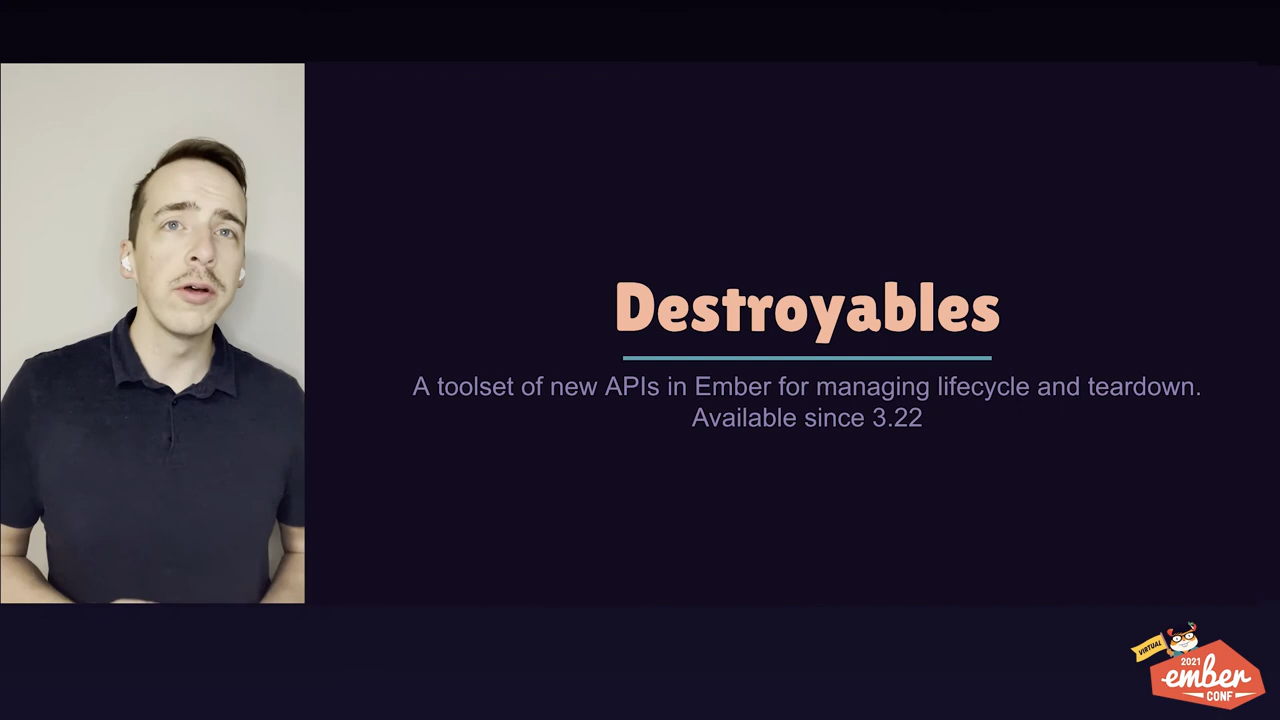 Destroyables
A toolset of new APIs in Ember for managing lifecycle and teardown.
Available since 3.22
VIRTUAL
2021
ember
CONF